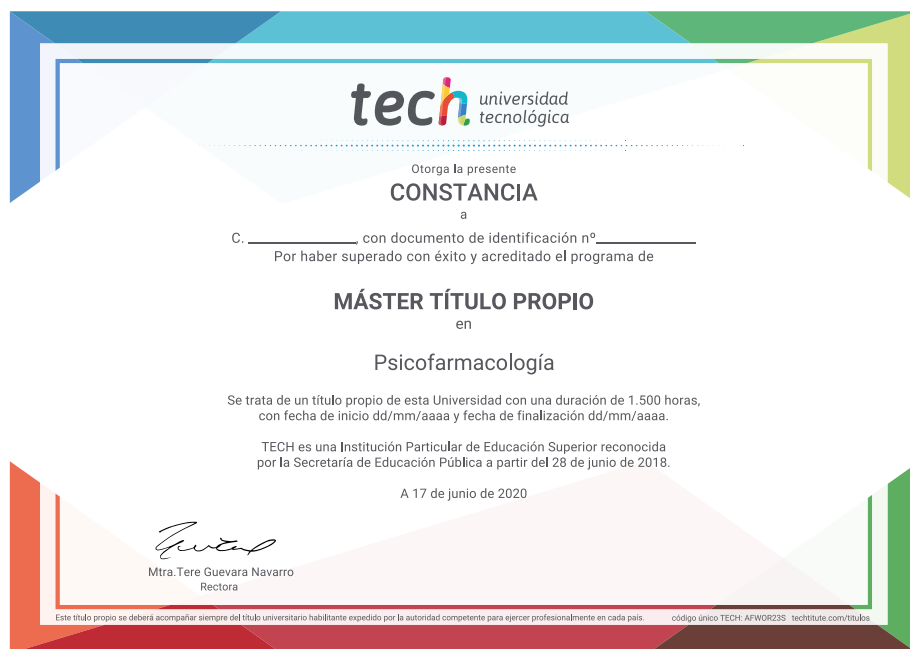 tech universidad
tecnológica
Otorga la presente
CONSTANCIA
a
C. ______________, con documento de identificación nº______________
Por haber superado con éxito y acreditado el programa de
MÁSTER TÍTULO PROPIO
en
Psicofarmacología
Se trata de un título propio de esta Universidad con una duración de 1.500 horas,
con fecha de inicio dd/mm/aaaa y fecha de finalización dd/mm/aaaa.
TECH es una Institución Particular de Educación Superior reconocida
por la Secretaría de Educación Pública a partir del 28 de junio de 2018.
A 17 de junio de 2020
Mtra.Tere Guevara Navarro
Rectora
Este título propio se deberá acompañar siempre del título universitario habilitante expedido por la autoridad competente para ejercer profesionalmente en cada país. código único TECH: AFWOR23S techtitute.com/titulos